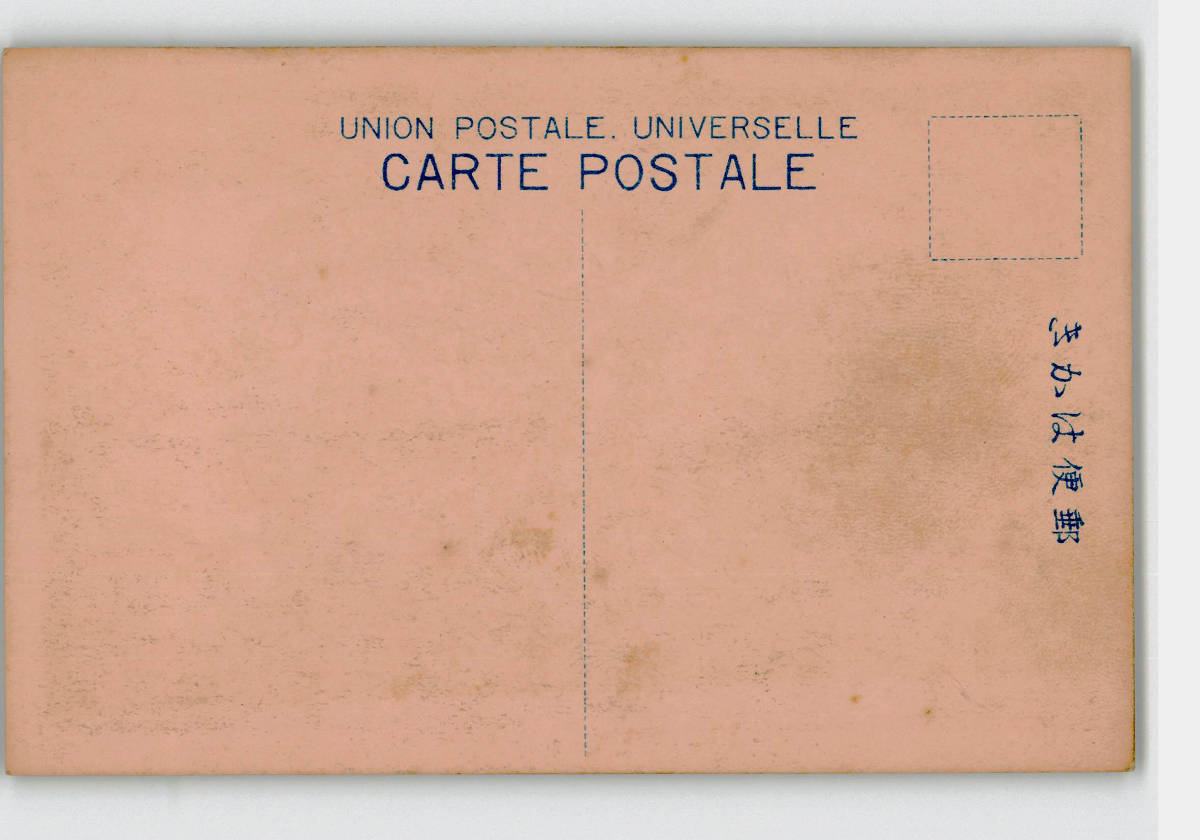 UNION POSTALE. UNIVERSELLE
CARTE POSTALE
郵便はかき